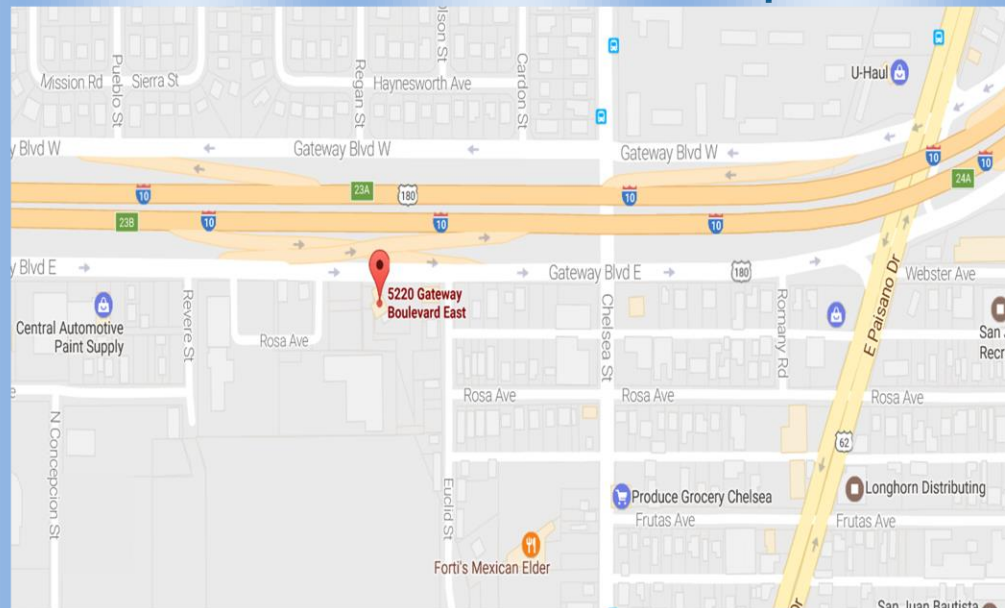 U-Haul
Mission Rd
Sierra St
Pueblo St
Regan St
Haynesworth Ave
olson St
Cardon St
y Blvd W
Gateway Blvd W
Gateway Blvd W
10
23A
180
10
10
24A
10
23B
10
10
10
y Blvd E
Gateway Blvd E
180
Webster Ave
5220 Gateway
Boulevard East
Central Automotive
Paint Supply
Revere St
Rosa Ave
Chelsea St
Romany Rd
E Paisano Dr
San J
Recr
Rosa Ave
Rosa Ave
Rosa Ave
N Concepcion St
Euclid St
62
Produce Grocery Chelsea
Longhorn Distributing
Frutas Ave
Frutas Ave
Forti's Mexican Elder
Dr
San Juan Bautista